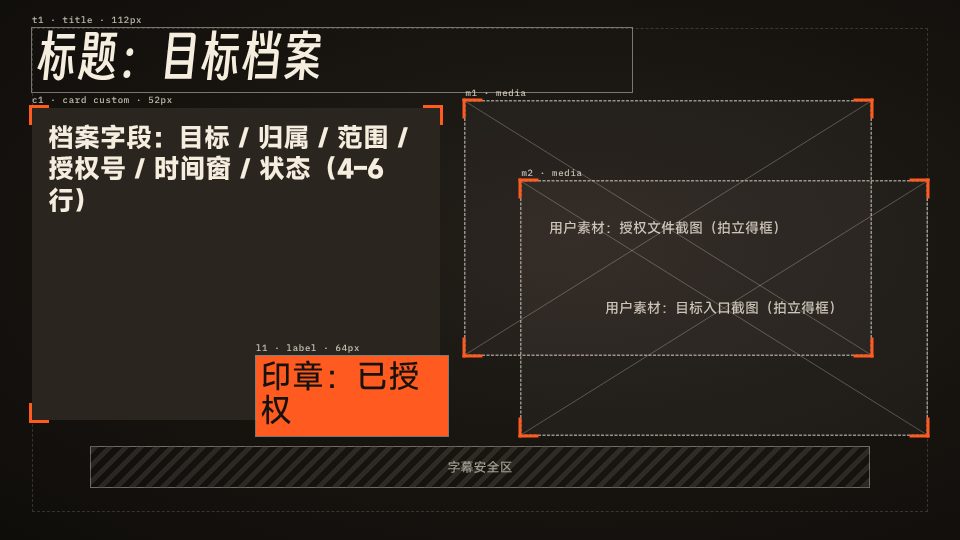 t1 · title · 112px
标题：目标档案
c1 · card custom · 52px
档案字段：目标 / 归属 / 范围 /
授权号 / 时间窗 / 状态（4–6
行）
l1 · label · 64px
印章：已授
权
m1 · media
m2 · media
用户素材：授权文件截图（拍立得框）
用户素材：目标入口截图（拍立得框）
字幕安全区